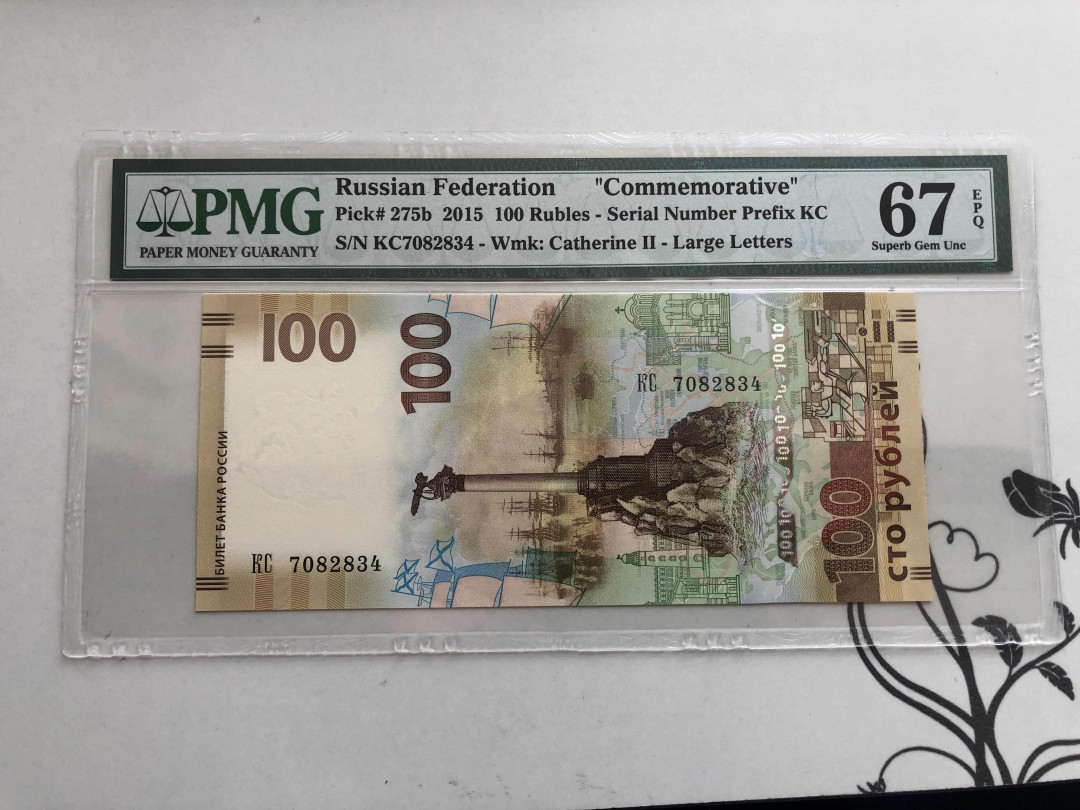 PMG
PAPER MONEY GUARANTY
Russian Federation "Commemorative"
Pick# 275b 2015 100 Rubles - Serial Number Prefix KC
S/N KC7082834 - Wmk: Catherine II - Large Letters
67
EPQ
Superb Gem Unc
100
100
КС 7082834
БИЛЕТ БАНКА РОССИИ
КС 7082834
100
сто рублей